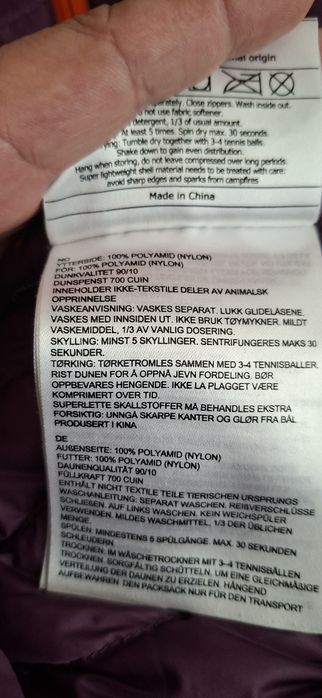 al origin
rately. Close zippers. Wash inside out.
o not use fabric softener.
detergent, 1/3 of usual amount.
At least 5 times. Spin dry max. 30 seconds.
ying: Tumble dry together with 3-4 tennis balls.
Shake down to gain even distribution.
Hang when storing, do not leave compressed over long periods.
Super lightweight shell material needs to be treated with care:
avoid sharp edges and sparks from campfires
Made in China
NO
YTTERSIDE: 100% POLYAMID (NYLON)
FÔR: 100% POLYAMID (NYLON)
DUNKVALITET 90/10
DUNSPENST 700 CUIN
INNEHOLDER IKKE-TEKSTILE DELER AV ANIMALSK
OPPRINNELSE
VASKEANVISNING: VASKES SEPARAT. LUKK GLIDELÅSENE.
VASKES MED INNSIDEN UT. IKKE BRUK TØYMYKNER. MILDT
VASKEMIDDEL, 1/3 AV VANLIG DOSERING.
SKYLLING: MINST 5 SKYLLINGER. SENTRIFUGERES MAKS 30
SEKUNDER.
TØRKING: TØRKETROMLES SAMMEN MED 3-4 TENNISBALLER.
RIST DUNEN FOR Å OPPNÅ JEVN FORDELING. BØR
OPPBEVARES HENGENDE. IKKE LA PLAGGET VÆRE
KOMPRIMERT OVER TID.
SUPERLETTE SKALLSTOFFER MÅ BEHANDLES EKSTRA
FORSIKTIG: UNNGÅ SKARPE KANTER OG GLØR FRA BÅL
PRODUSERT I KINA
DE
AUßENSEITE: 100% POLYAMID (NYLON)
FUTTER: 100% POLYAMID (NYLON)
DAUNENQUALITÄT 90/10
FÜLLKRAFT 700 CUIN
ENTHÄLT NICHT TEXTILE TEILE TIERISCHEN URSPRUNGS
WASCHANLEITUNG: SEPARAT WASCHEN. REIßVERSCHLÜSSE
SCHLIEßEN. AUF LINKS WASCHEN. KEIN WEICHSPÜLER
VERWENDEN. MILDES WASCHMITTEL, 1/3 DER ÜBLICHEN
MENGE.
SPÜLEN: MINDESTENS 5 SPÜLGÄNGE. MAX. 30 SEKUNDEN
SCHLEUDERN.
TROCKNEN: IM WÄSCHETROCKNER MIT 3-4 TENNISBÄLLEN
TROCKNEN. SORGFÄLTIG SCHÜTTELN, UM EINE GLEICHMÄßIGE
VERTEILUNG DER DAUNEN ZU ERZIELEN. HÄNGEND
AUFBEWAHREN. DEN PACKSACK NUR FÜR DEN TRANSPORT